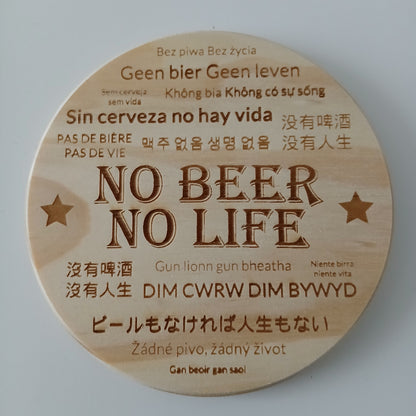 Bez piwa Bez życia
Geen bier Geen leven
Sem cerveja
sem vida
Không bia Không có sự sống
Sin cerveza no hay vida
没有啤酒
没有人生
PAS DE BIÈRE
PAS DE VIE
맥주 없음 생명 없음
NO BEER
NO LIFE
沒有啤酒
沒有人生
Gun lionn gun bheatha
Niente birra
niente vita
DIM CWRW DIM BYWYD
ビールもなければ人生もない
Žádné pivo, žádný život
Gan beoir gan saol